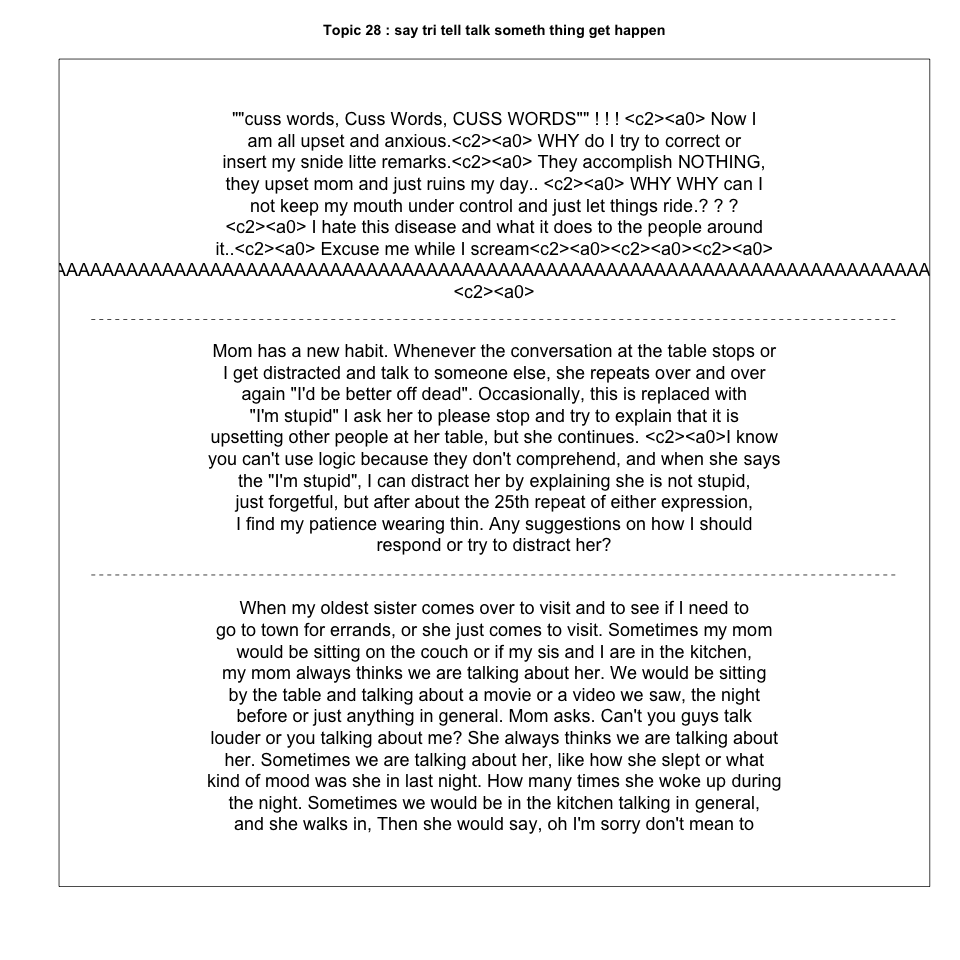 Topic 28 : say tri tell talk someth thing get happen
""cuss words, Cuss Words, CUSS WORDS"" ! ! ! <c2><a0> Now I
am all upset and anxious.<c2><a0> WHY do I try to correct or
insert my snide litte remarks.<c2><a0> They accomplish NOTHING,
they upset mom and just ruins my day.. <c2><a0> WHY WHY can I
not keep my mouth under control and just let things ride.? ? ?
<c2><a0> I hate this disease and what it does to the people around
it..<c2><a0> Excuse me while I scream<c2><a0><c2><a0><c2><a0>
AAAAAAAAAAAAAAAAAAAAAAAAAAAAAAAAAAAAAAAAAAAAAAAAAAAAAAAAAAAAAAAAA
<c2><a0>
Mom has a new habit. Whenever the conversation at the table stops or
I get distracted and talk to someone else, she repeats over and over
again "I'd be better off dead". Occasionally, this is replaced with
"I'm stupid" I ask her to please stop and try to explain that it is
upsetting other people at her table, but she continues. <c2><a0>I know
you can't use logic because they don't comprehend, and when she says
the "I'm stupid", I can distract her by explaining she is not stupid,
just forgetful, but after about the 25th repeat of either expression,
I find my patience wearing thin. Any suggestions on how I should
respond or try to distract her?
When my oldest sister comes over to visit and to see if I need to
go to town for errands, or she just comes to visit. Sometimes my mom
would be sitting on the couch or if my sis and I are in the kitchen,
my mom always thinks we are talking about her. We would be sitting
by the table and talking about a movie or a video we saw, the night
before or just anything in general. Mom asks. Can't you guys talk
louder or you talking about me? She always thinks we are talking about
her. Sometimes we are talking about her, like how she slept or what
kind of mood was she in last night. How many times she woke up during
the night. Sometimes we would be in the kitchen talking in general,
and she walks in, Then she would say, oh I'm sorry don't mean to